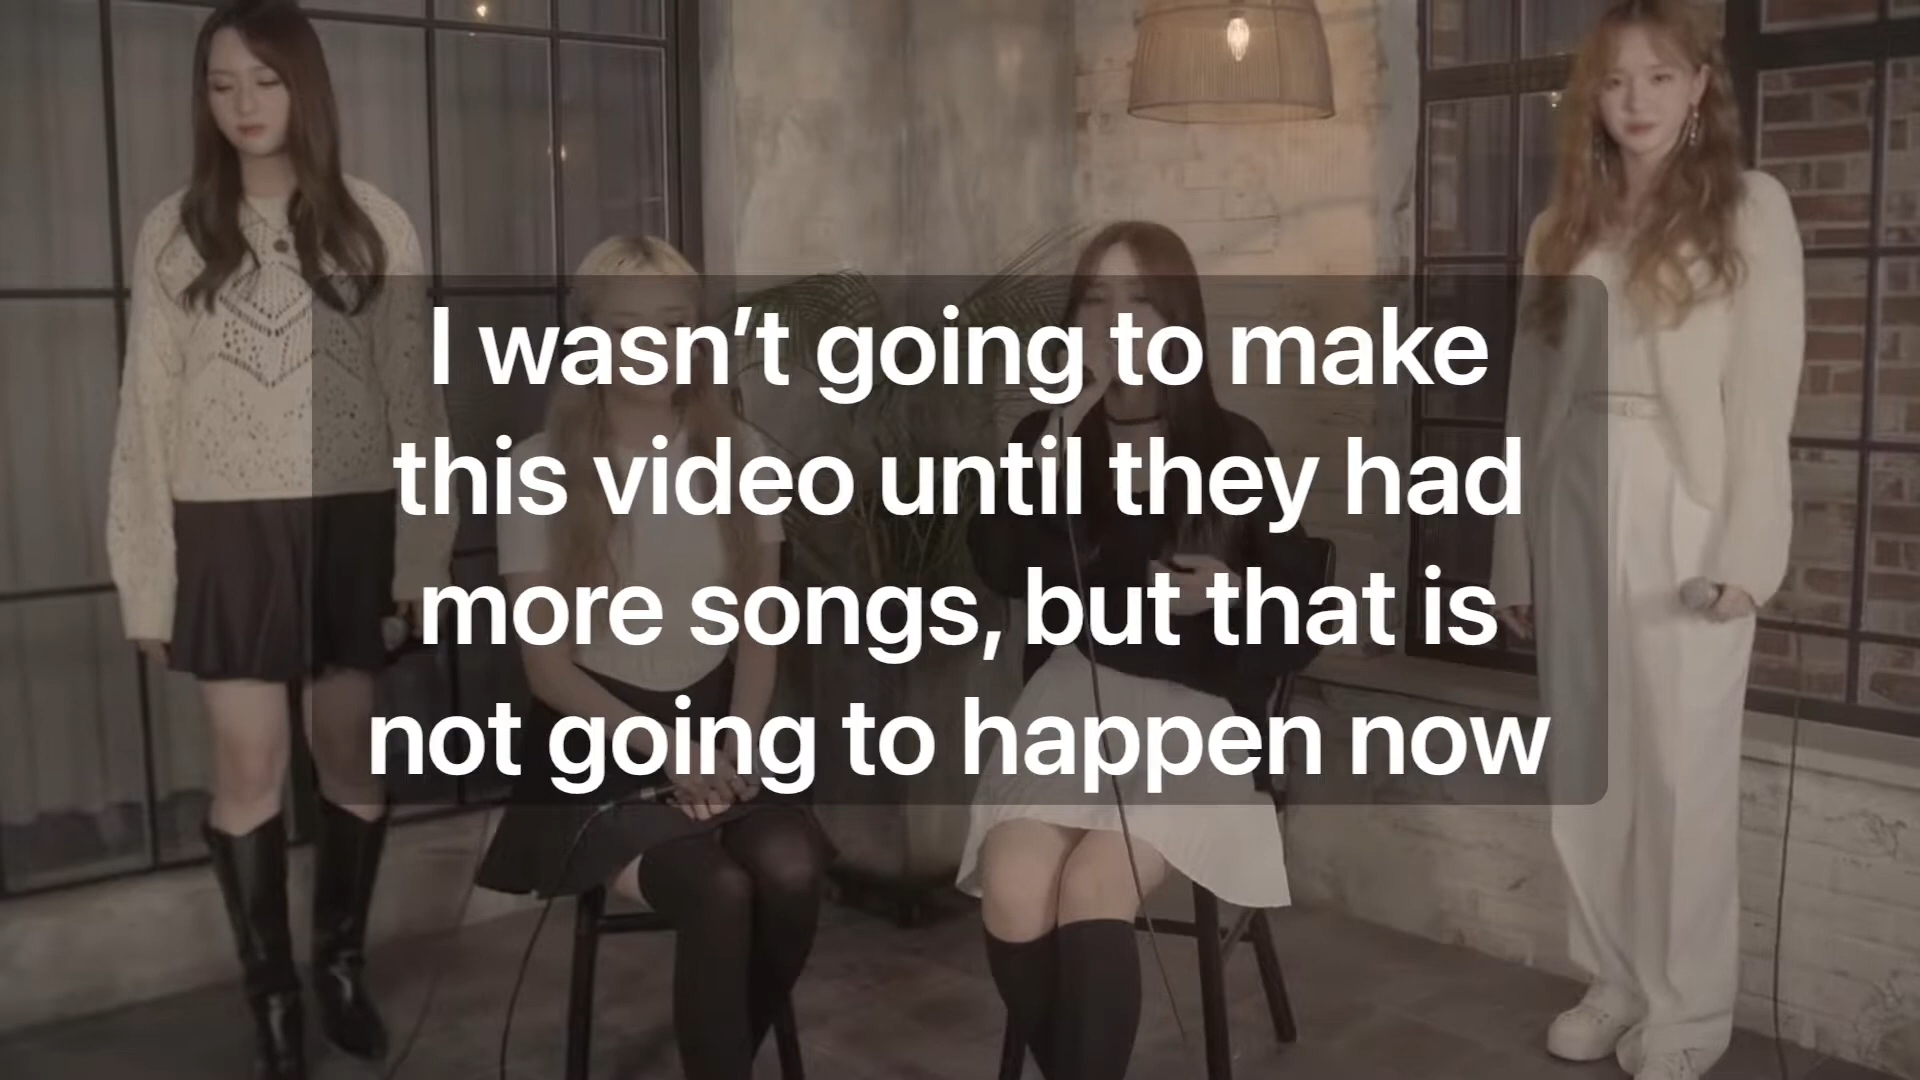 I wasn’t going to make
this video until they had
more songs, but that is
not going to happen now